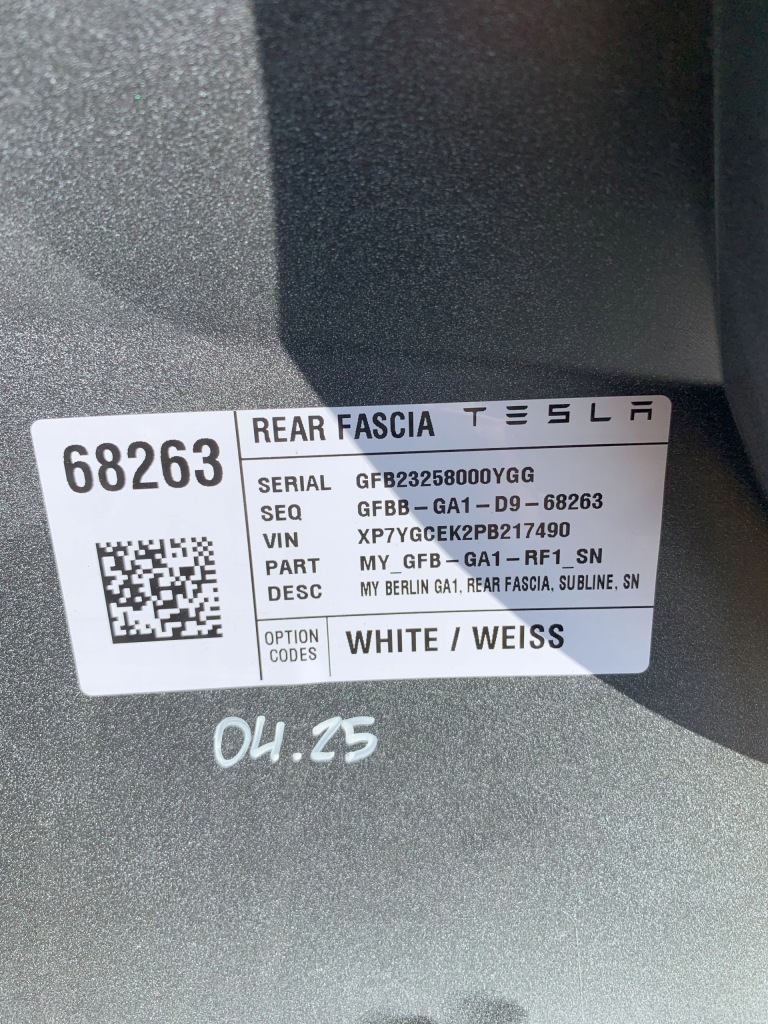 68263
REAR FASCIA TESLA
SERIAL GFB23258000YGG
SEQ GFBB-GA1-D9-68263
VIN XP7YGCEK2PB217490
PART MY_GFB-GA1-RF1_SN
DESC MY BERLIN GA1, REAR FASCIA, SUBLINE, SN
OPTION CODES WHITE / WEISS
04.25